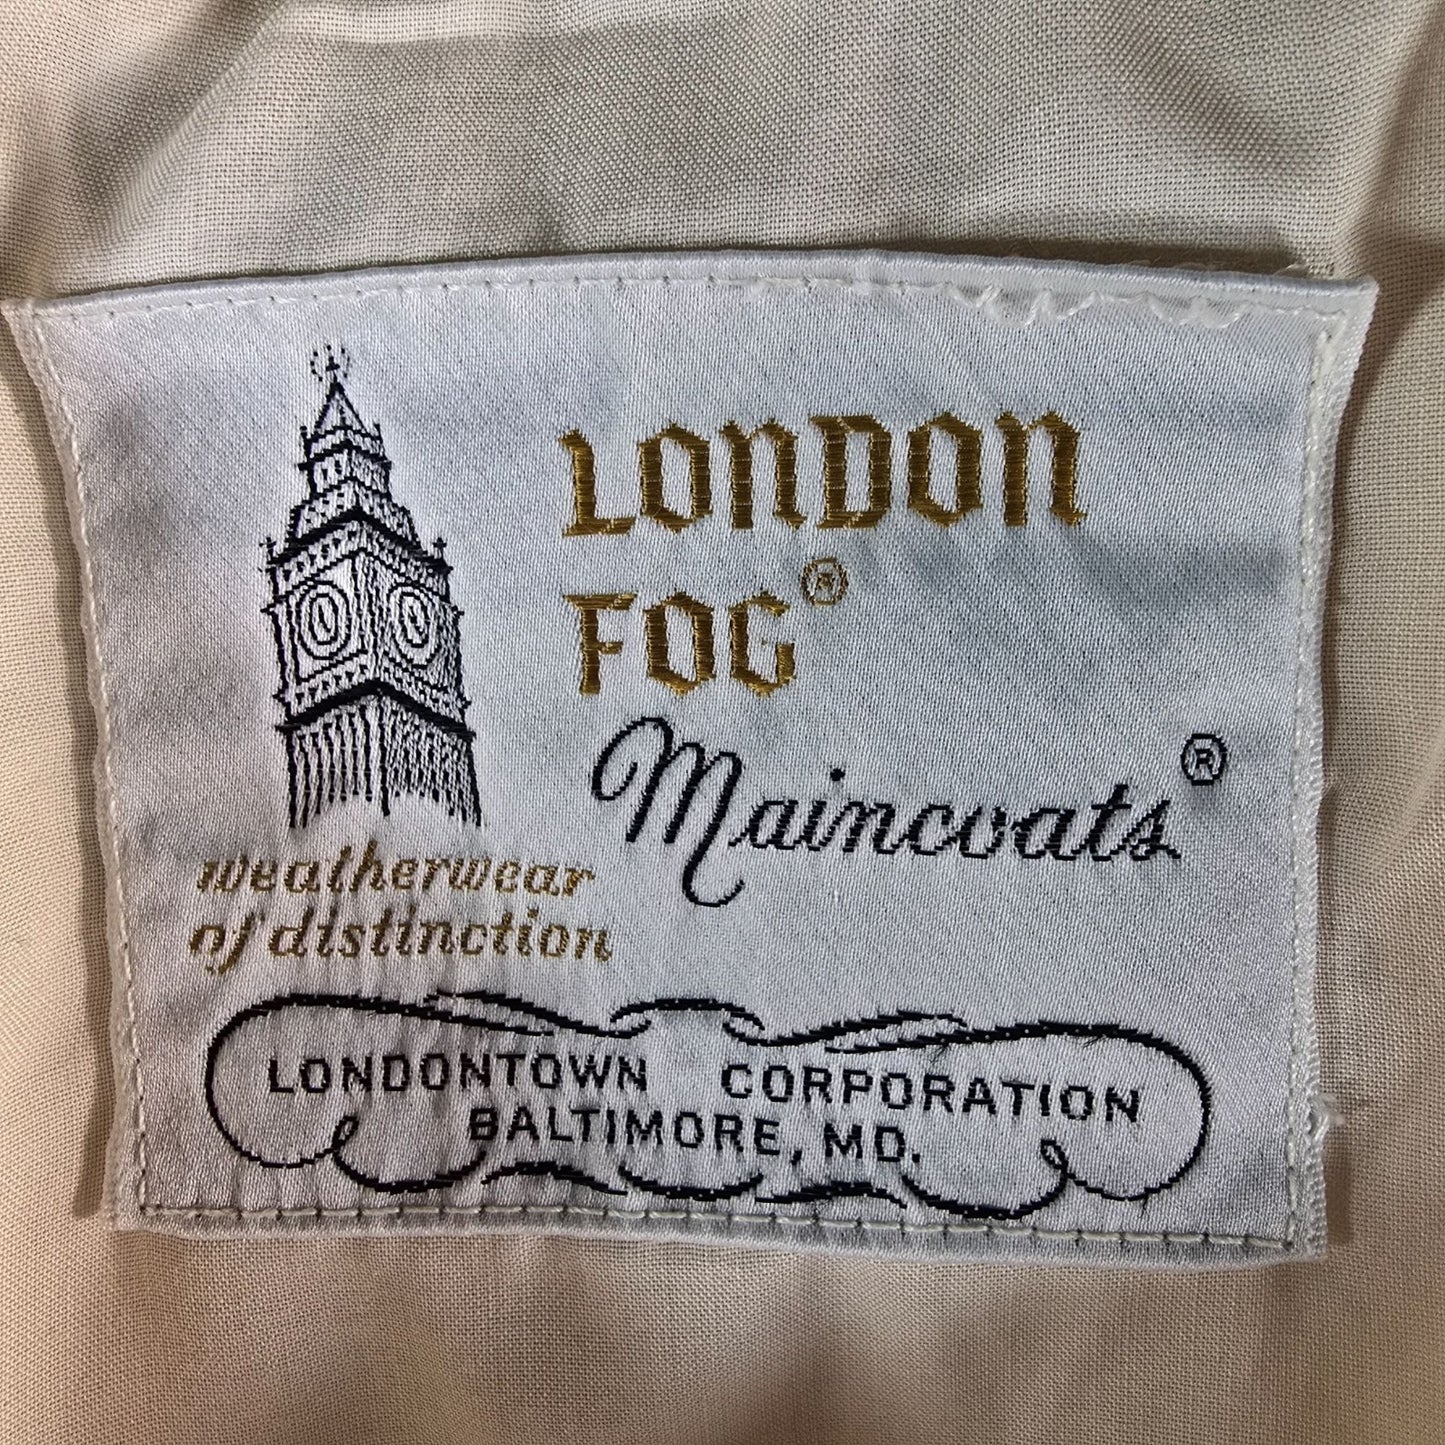 LONDON
FOG®
Maincoats®
weatherwear
of distinction
LONDONTOWN CORPORATION
BALTIMORE, MD.